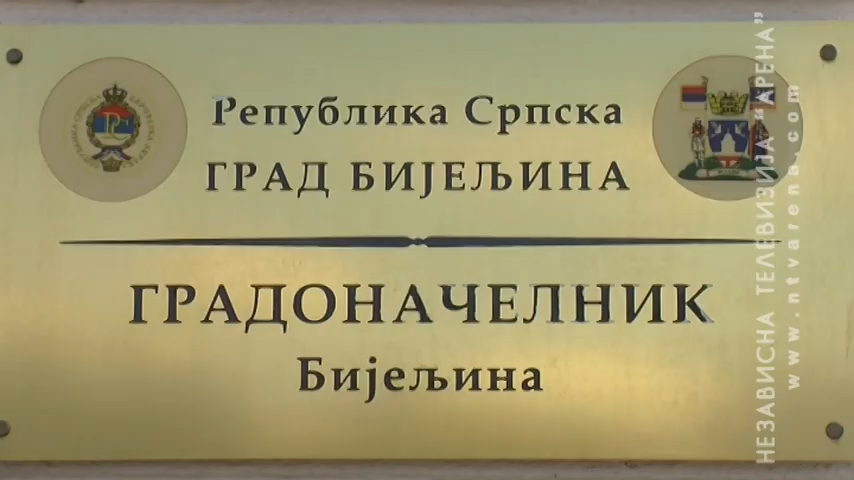 Република Српска
ГРАД БИЈЕЉИНА
ГРАДОНАЧЕЛНИК
Бијељина
НЕЗАВИСНА ТЕЛЕВИЗИЈА "АРЕНА"
www.ntvarena.com